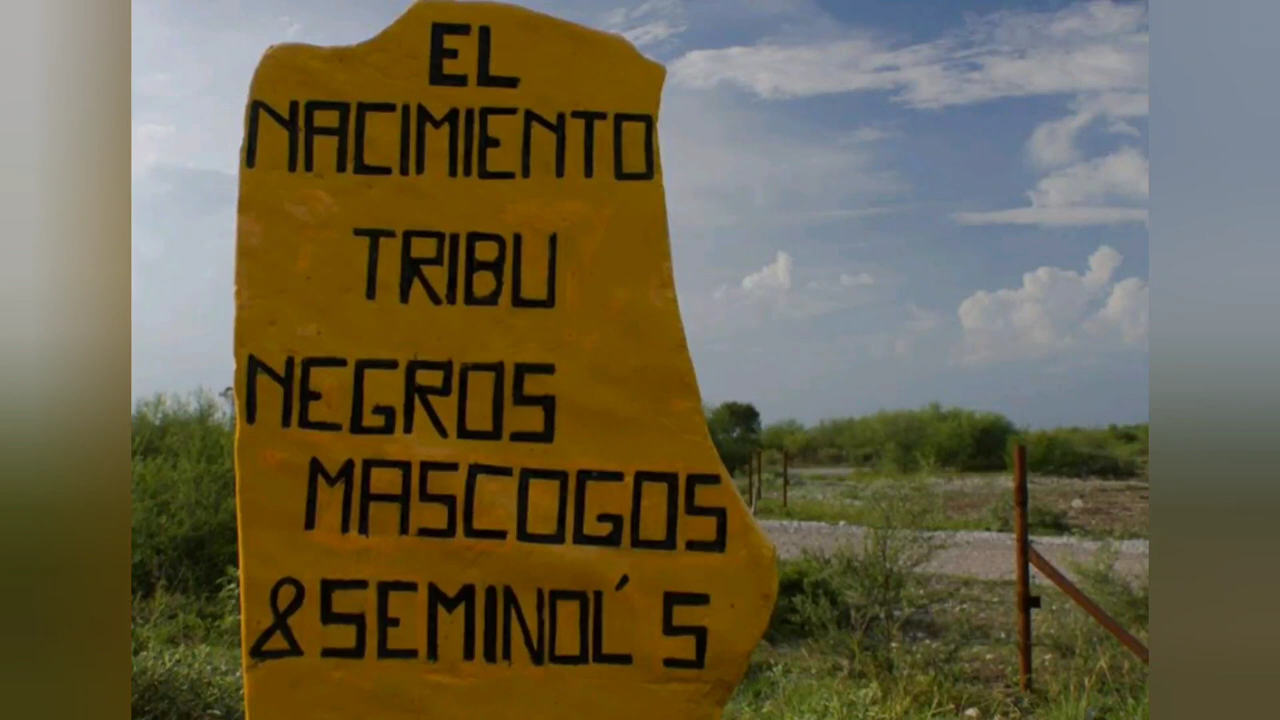 EL
NACIMIENTO
TRIBU
NEGROS
MASCOGOS
& SEMINOL´S